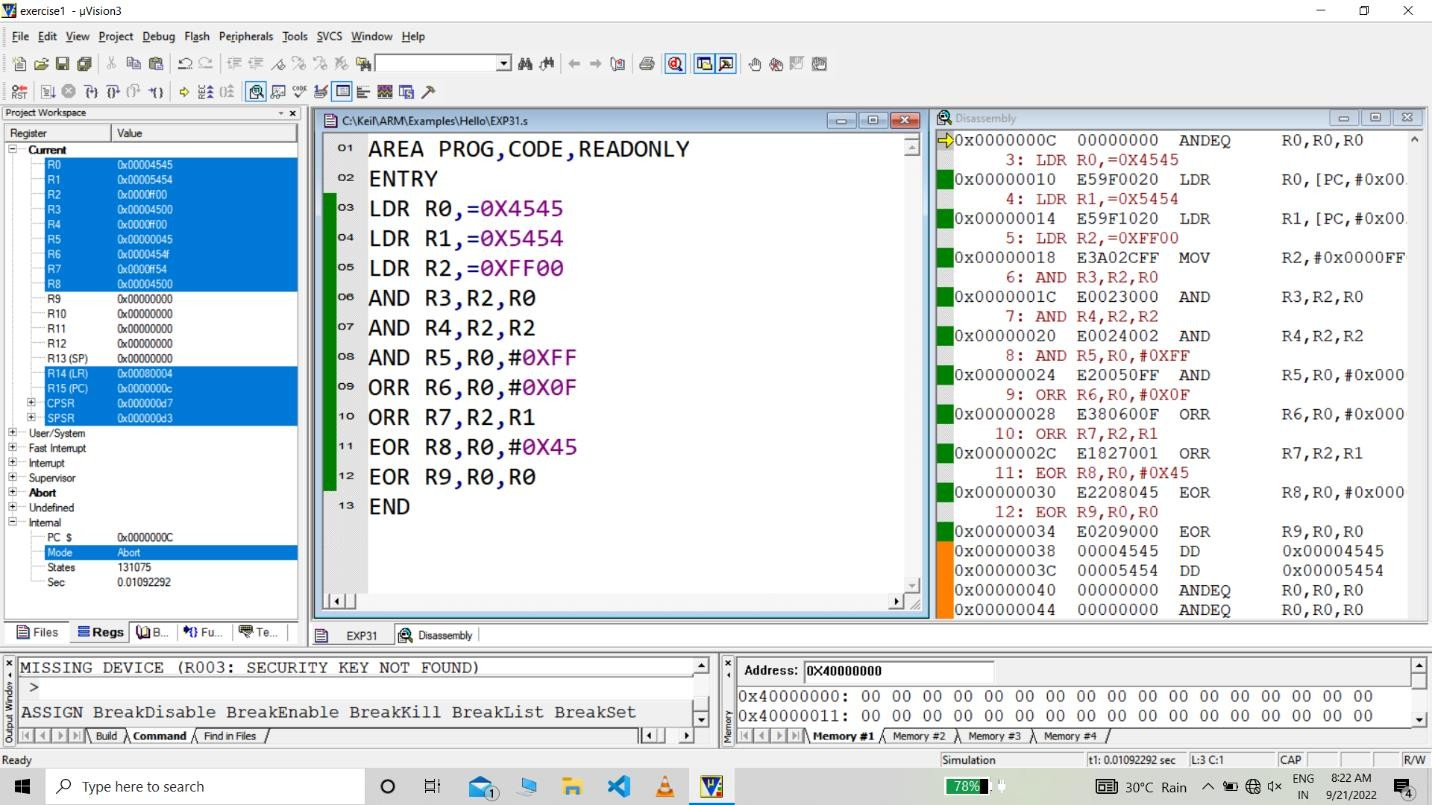 exercise1 - µVision3
File Edit View Project Debug Flash Peripherals Tools SVCS Window Help
Project Workspace
Register Value
Current
R0 0x00004545
R1 0x00005454
R2 0x0000ff00
R3 0x00004500
R4 0x0000ff00
R5 0x00000045
R6 0x0000454f
R7 0x0000ff54
R8 0x00004500
R9 0x00000000
R10 0x00000000
R11 0x00000000
R12 0x00000000
R13 (SP) 0x00000000
R14 (LR) 0x00080004
R15 (PC) 0x0000000c
CPSR 0x000000d7
SPSR 0x000000d3
User/System
Fast Interrupt
Interrupt
Supervisor
Abort
Undefined
Internal
PC $ 0x0000000C
Mode Abort
States 131075
Sec 0.01092292
Files Regs B... Fu... Te...
C:\Keil\ARM\Examples\Hello\EXP31.s
01 AREA PROG,CODE,READONLY
02 ENTRY
03 LDR R0,=0X4545
04 LDR R1,=0X5454
05 LDR R2,=0XFF00
06 AND R3,R2,R0
07 AND R4,R2,R2
08 AND R5,R0,#0XFF
09 ORR R6,R0,#0X0F
10 ORR R7,R2,R1
11 EOR R8,R0,#0X45
12 EOR R9,R0,R0
13 END
EXP31 Disassembly
Disassembly
0x0000000C 00000000 ANDEQ R0,R0,R0
3: LDR R0,=0X4545
0x00000010 E59F0020 LDR R0,[PC,#0x00
4: LDR R1,=0X5454
0x00000014 E59F1020 LDR R1,[PC,#0x00
5: LDR R2,=0XFF00
0x00000018 E3A02CFF MOV R2,#0x0000FF
6: AND R3,R2,R0
0x0000001C E0023000 AND R3,R2,R0
7: AND R4,R2,R2
0x00000020 E0024002 AND R4,R2,R2
8: AND R5,R0,#0XFF
0x00000024 E20050FF AND R5,R0,#0x000
9: ORR R6,R0,#0X0F
0x00000028 E380600F ORR R6,R0,#0x000
10: ORR R7,R2,R1
0x0000002C E1827001 ORR R7,R2,R1
11: EOR R8,R0,#0X45
0x00000030 E2208045 EOR R8,R0,#0x000
12: EOR R9,R0,R0
0x00000034 E0209000 EOR R9,R0,R0
0x00000038 00004545 DD 0x00004545
0x0000003C 00005454 DD 0x00005454
0x00000040 00000000 ANDEQ R0,R0,R0
0x00000044 00000000 ANDEQ R0,R0,R0
Output Window
MISSING DEVICE (R003: SECURITY KEY NOT FOUND)
>
ASSIGN BreakDisable BreakEnable BreakKill BreakList BreakSet
Build Command Find in Files
Memory
Address: 0X40000000
0x40000000: 00 00 00 00 00 00 00 00 00 00 00 00 00 00 00 00 00
0x40000011: 00 00 00 00 00 00 00 00 00 00 00 00 00 00 00 00 00
Memory #1 Memory #2 Memory #3 Memory #4
Ready Simulation t1: 0.01092292 sec L:3 C:1 CAP R/W
Type here to search
1
78%
30°C Rain
ENG
IN
8:22 AM
9/21/2022
4